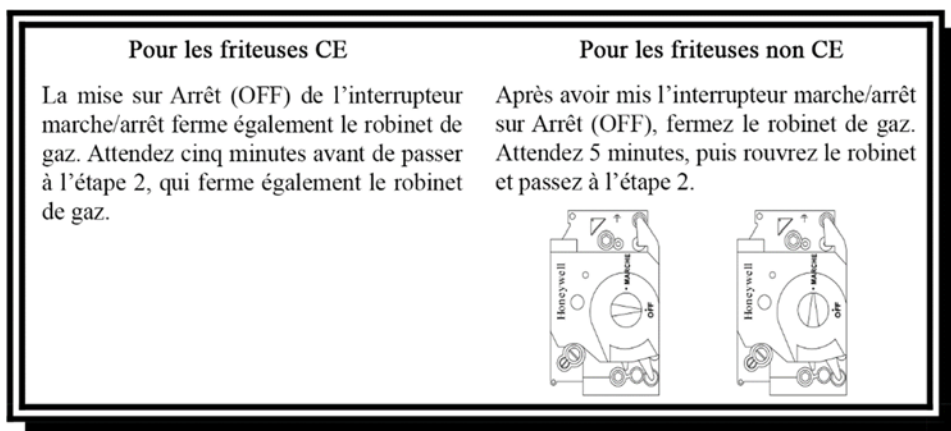 Pour les friteuses CE
La mise sur Arrêt (OFF) de l’interrupteur
marche/arrêt ferme également le robinet de
gaz. Attendez cinq minutes avant de passer
à l’étape 2, qui ferme également le robinet
de gaz.
Pour les friteuses non CE
Après avoir mis l’interrupteur marche/arrêt
sur Arrêt (OFF), fermez le robinet de gaz.
Attendez 5 minutes, puis rouvrez le robinet
et passez à l’étape 2.
Honeywell
MARCHE
OFF
Honeywell
MARCHE
OFF